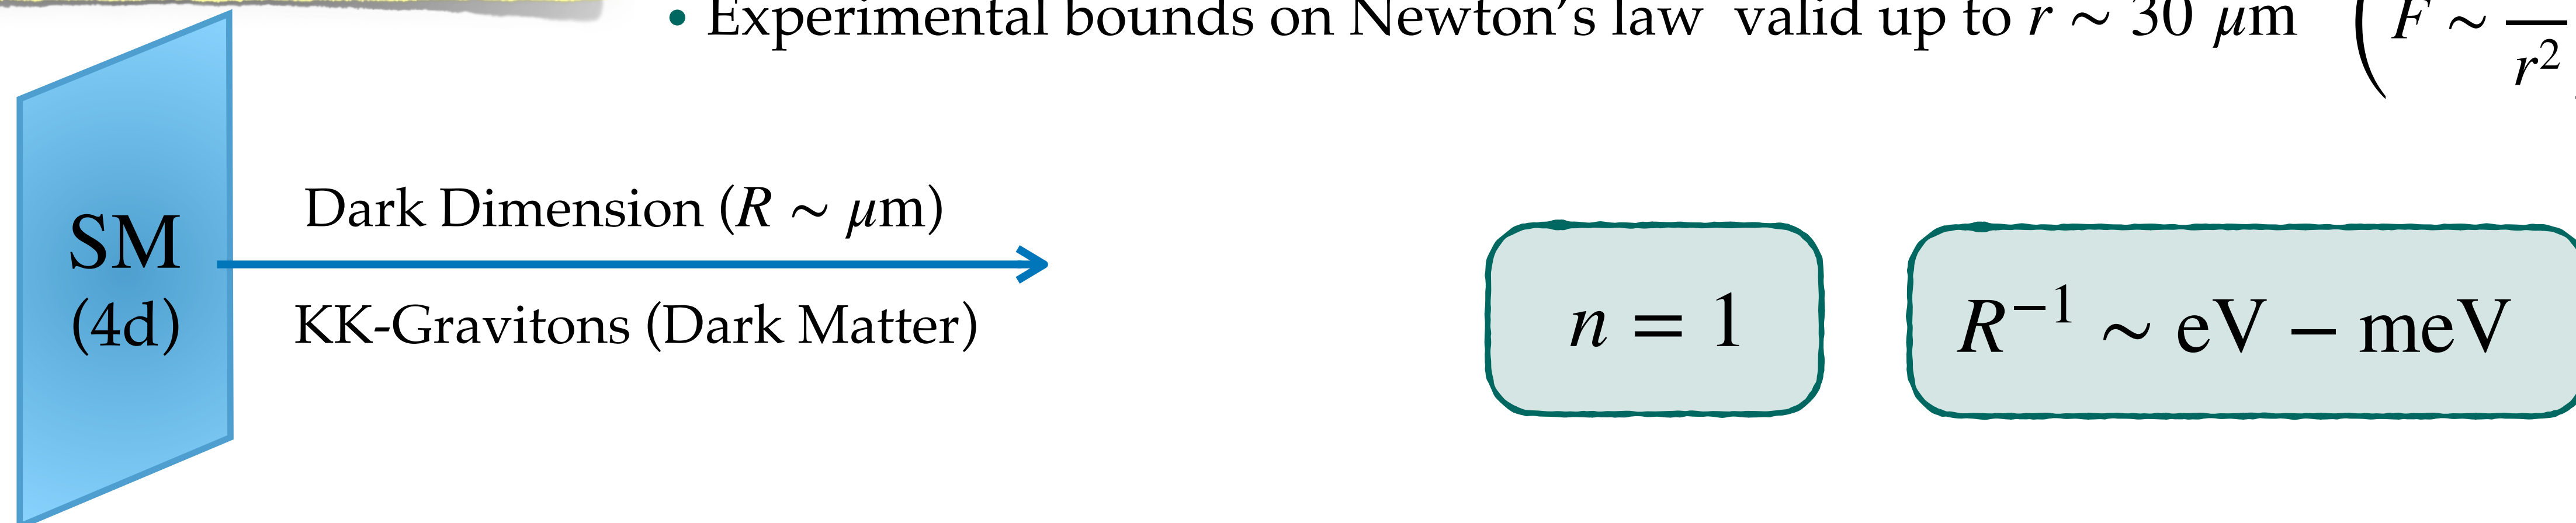 • Experimental bounds on Newton’s law valid up to r ~ 30 μm ( F ~ — r²
Dark Dimension (R ~ μm)
SM
(4d)
KK-Gravitons (Dark Matter)
n = 1
R⁻¹ ~ eV – meV